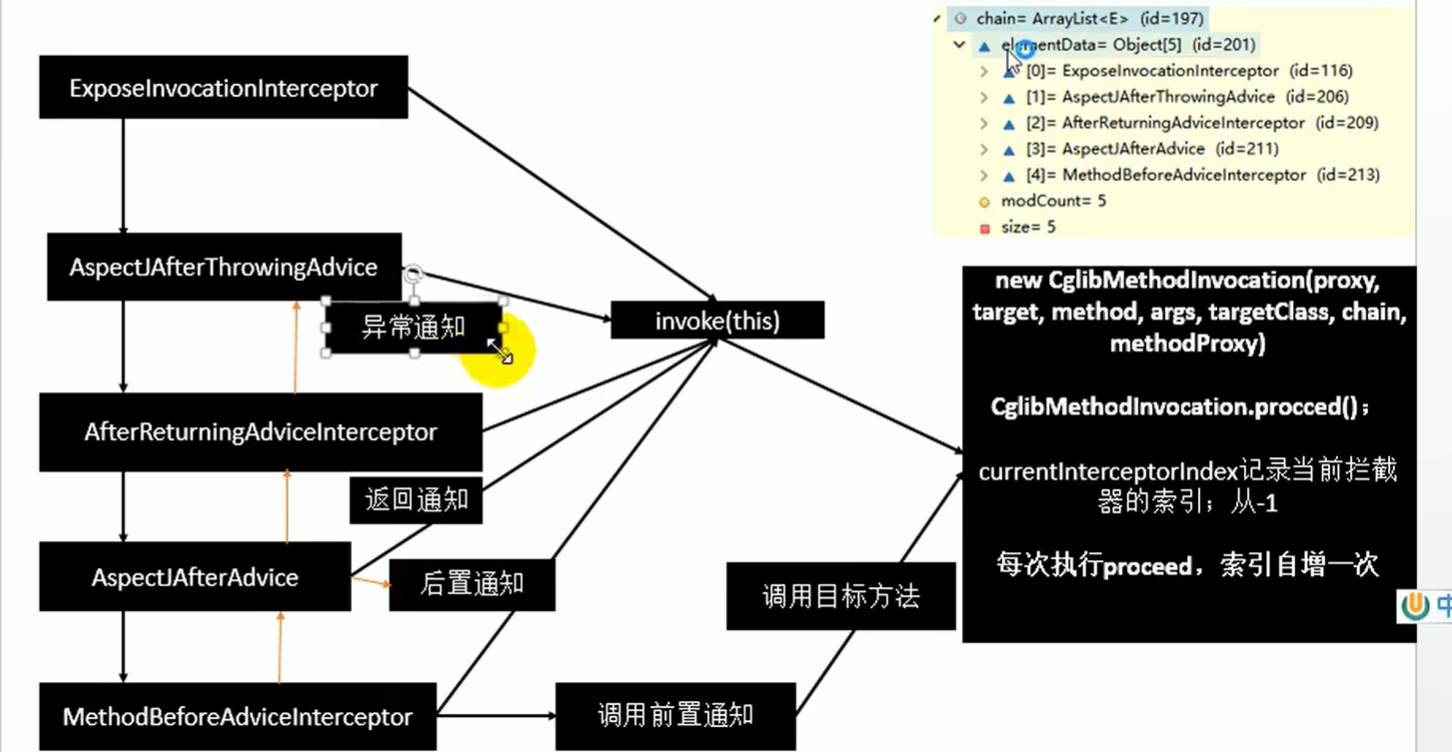 chain= ArrayList<E> (id=197)
elementData= Object[5] (id=201)
[0]= ExposeInvocationInterceptor (id=116)
[1]= AspectJAfterThrowingAdvice (id=206)
[2]= AfterReturningAdviceInterceptor (id=209)
[3]= AspectJAfterAdvice (id=211)
[4]= MethodBeforeAdviceInterceptor (id=213)
modCount= 5
size= 5
ExposeInvocationInterceptor
AspectJAfterThrowingAdvice
异常通知
invoke(this)
AfterReturningAdviceInterceptor
返回通知
AspectJAfterAdvice
后置通知
调用目标方法
MethodBeforeAdviceInterceptor
调用前置通知
new CglibMethodInvocation(proxy,
target, method, args, targetClass, chain,
methodProxy)
CglibMethodInvocation.procced();
currentInterceptorIndex记录当前拦截
器的索引；从-1
每次执行proceed，索引自增一次
中